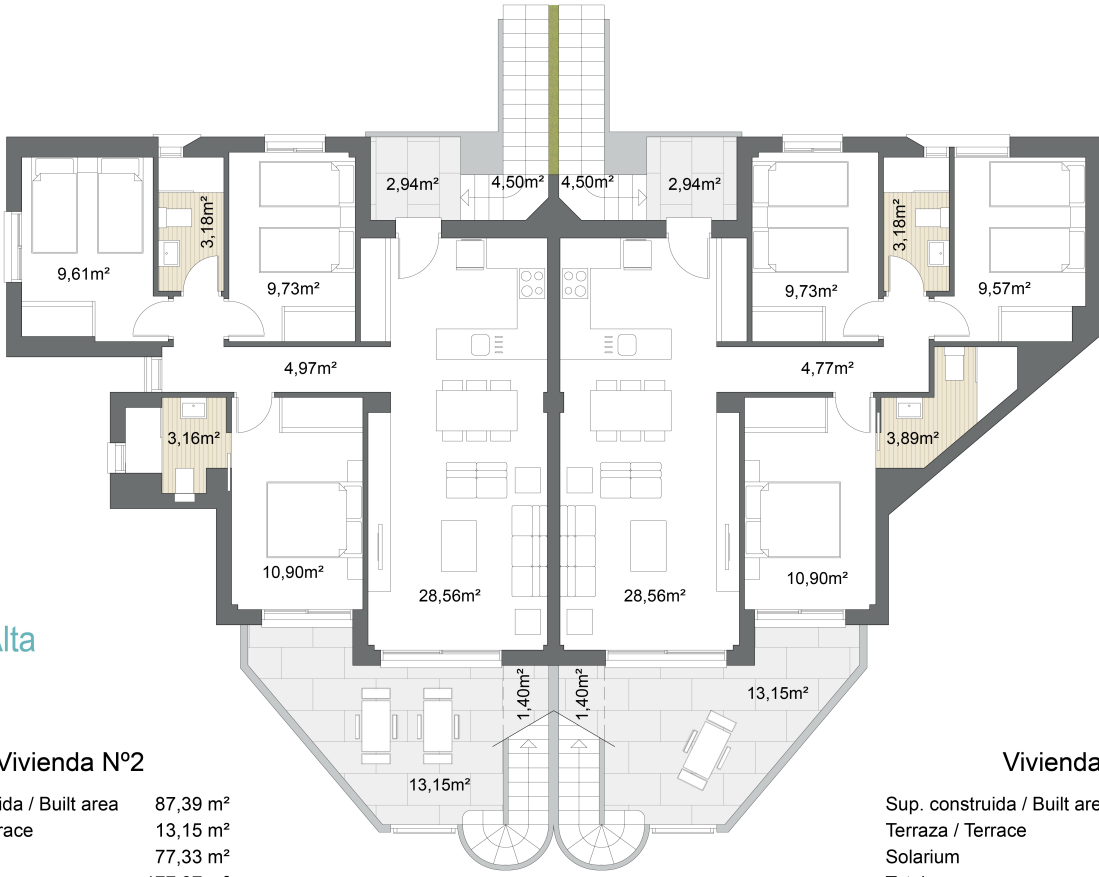 2,94m²
4,50m²
4,50m²
2,94m²
3,18m²
3,18m²
9,61m²
9,73m²
9,73m²
9,57m²
4,97m²
4,77m²
3,16m²
3,89m²
10,90m²
10,90m²
28,56m²
28,56m²
Alta
1,40m²
1,40m²
13,15m²
13,15m²
Vivienda Nº2
ida / Built area 87,39 m²
race 13,15 m²
77,33 m²
Vivienda
Sup. construida / Built are
Terraza / Terrace
Solarium